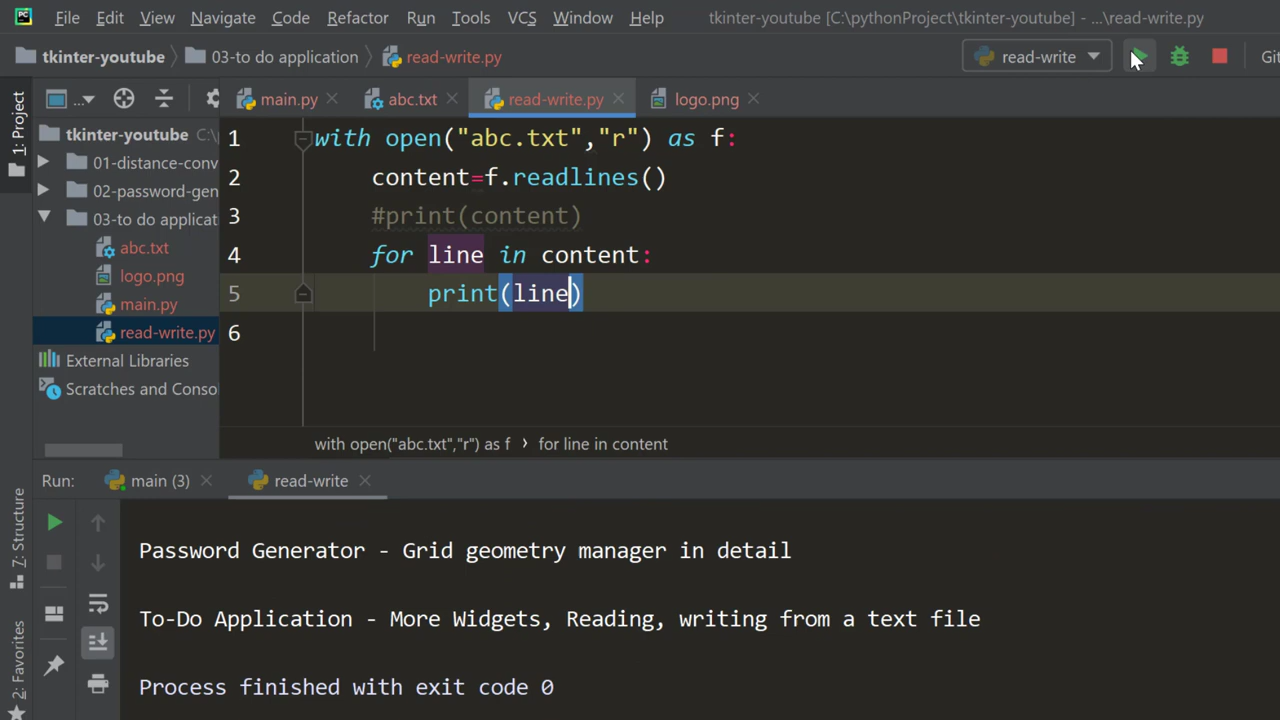 File Edit View Navigate Code Refactor Run Tools VCS Window Help tkinter-youtube [C:\pythonProject\tkinter-youtube] - ...\read-write.py
tkinter-youtube 03-to do application read-write.py read-write Git
... main.py abc.txt read-write.py logo.png
1: Project
tkinter-youtube C:\
01-distance-conv
02-password-gen
03-to do applicat
abc.txt
logo.png
main.py
read-write.py
External Libraries
Scratches and Conso
1 with open("abc.txt","r") as f:
2 content=f.readlines()
3 #print(content)
4 for line in content:
5 print(line)
6
with open("abc.txt","r") as f › for line in content
Run: main (3) read-write
7: Structure
2: Favorites
Password Generator - Grid geometry manager in detail
To-Do Application - More Widgets, Reading, writing from a text file
Process finished with exit code 0